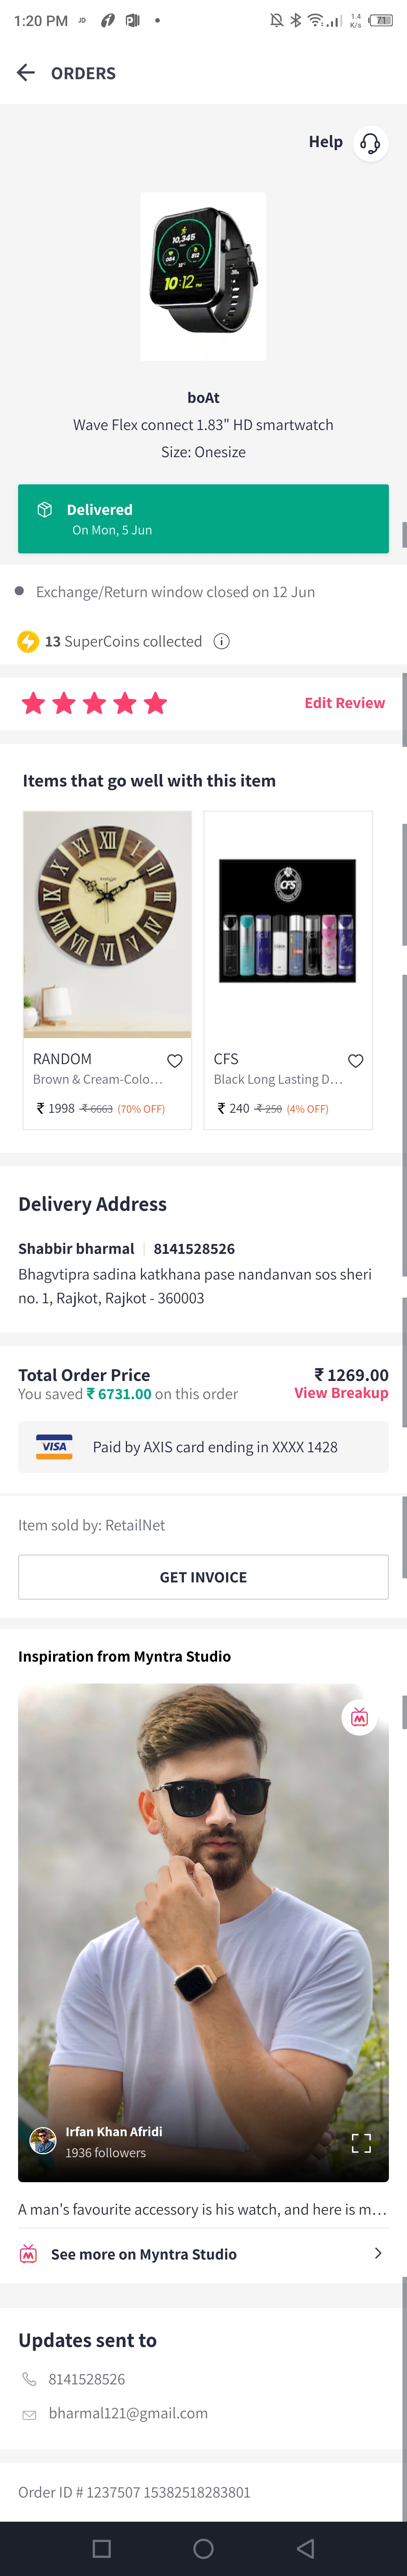 1:20 PM JD
1.4
K/s
71
ORDERS
Help
10,345
084
812
10:12 PM
boAt
Wave Flex connect 1.83" HD smartwatch
Size: Onesize
Delivered
On Mon, 5 Jun
Exchange/Return window closed on 12 Jun
13 SuperCoins collected
Edit Review
Items that go well with this item
CFS
RANDOM
Brown & Cream-Colo...
₹ 1998 ₹ 6663 (70% OFF)
CFS
Black Long Lasting D...
₹ 240 ₹ 250 (4% OFF)
Delivery Address
Shabbir bharmal | 8141528526
Bhagvtipra sadina katkhana pase nandanvan sos sheri
no. 1, Rajkot, Rajkot - 360003
Total Order Price ₹ 1269.00
You saved ₹ 6731.00 on this order View Breakup
VISA Paid by AXIS card ending in XXXX 1428
Item sold by: RetailNet
GET INVOICE
Inspiration from Myntra Studio
Irfan Khan Afridi
1936 followers
A man's favourite accessory is his watch, and here is m...
See more on Myntra Studio
Updates sent to
8141528526
bharmal121@gmail.com
Order ID # 1237507 15382518283801